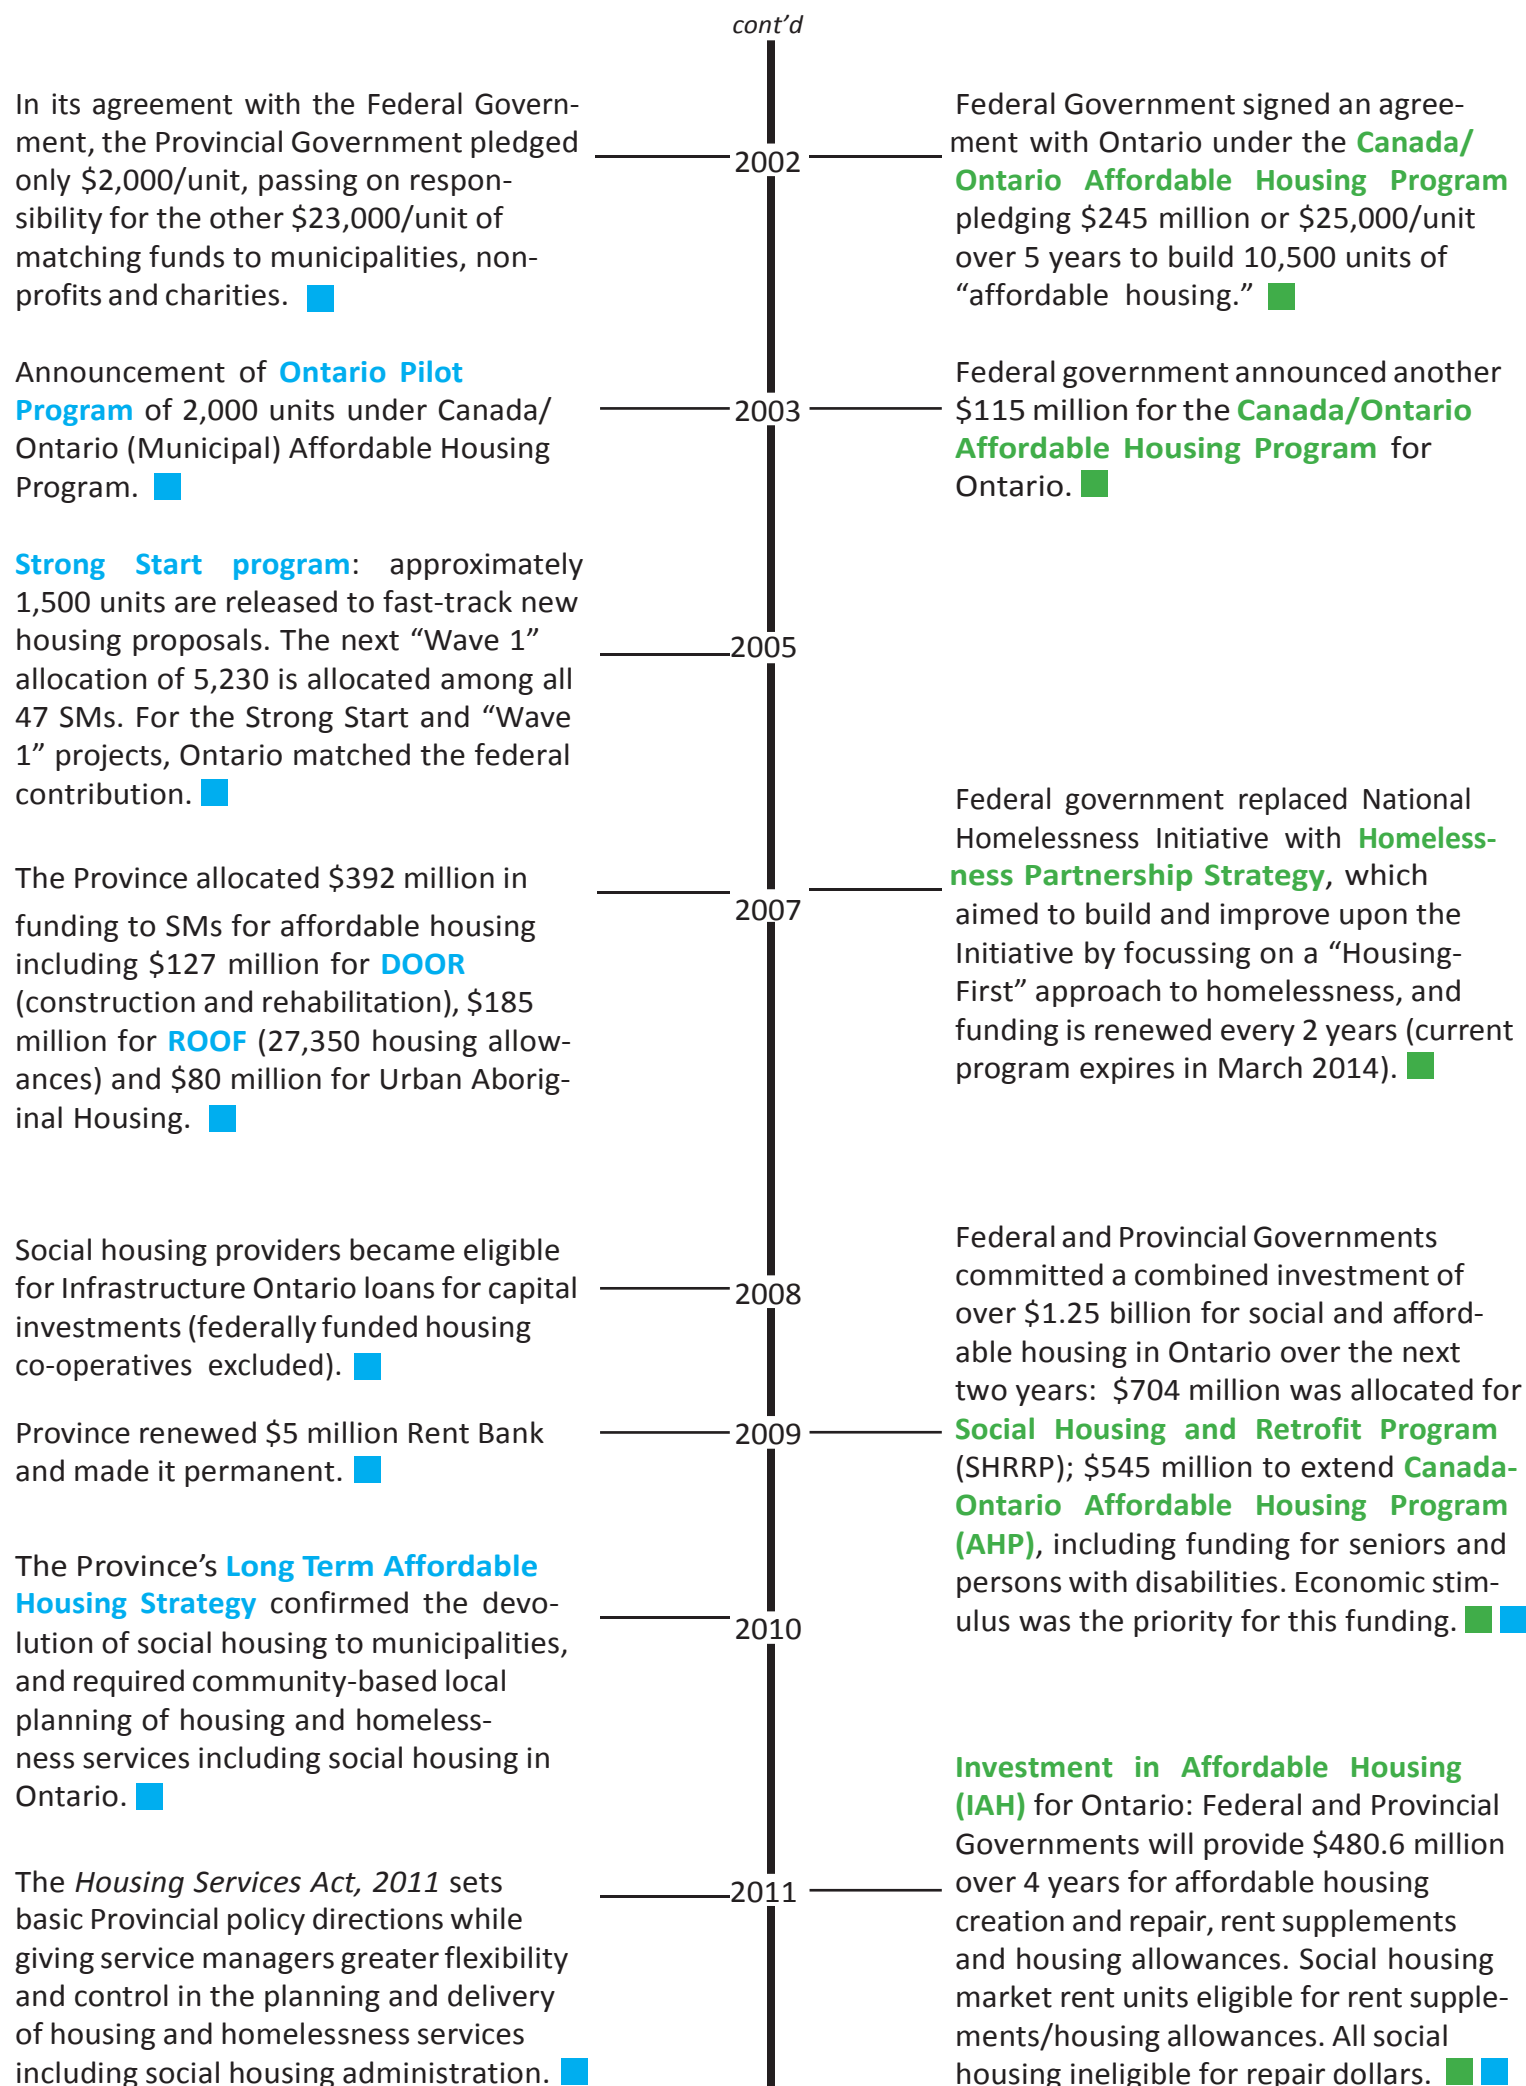 cont’d
In its agreement with the Federal Govern-
ment, the Provincial Government pledged
only $2,000/unit, passing on respon-
sibility for the other $23,000/unit of
matching funds to municipalities, non-
profits and charities.
2002
Federal Government signed an agree-
ment with Ontario under the Canada/
Ontario Affordable Housing Program
pledging $245 million or $25,000/unit
over 5 years to build 10,500 units of
“affordable housing.”
Announcement of Ontario Pilot
Program of 2,000 units under Canada/
Ontario (Municipal) Affordable Housing
Program.
2003
Federal government announced another
$115 million for the Canada/Ontario
Affordable Housing Program for
Ontario.
Strong Start program: approximately
1,500 units are released to fast-track new
housing proposals. The next “Wave 1”
allocation of 5,230 is allocated among all
47 SMs. For the Strong Start and “Wave
1” projects, Ontario matched the federal
contribution.
2005
The Province allocated $392 million in
funding to SMs for affordable housing
including $127 million for DOOR
(construction and rehabilitation), $185
million for ROOF (27,350 housing allow-
ances) and $80 million for Urban Aborig-
inal Housing.
2007
Federal government replaced National
Homelessness Initiative with Homeless-
ness Partnership Strategy, which
aimed to build and improve upon the
Initiative by focussing on a “Housing-
First” approach to homelessness, and
funding is renewed every 2 years (current
program expires in March 2014).
Social housing providers became eligible
for Infrastructure Ontario loans for capital
investments (federally funded housing
co-operatives excluded).
2008
Province renewed $5 million Rent Bank
and made it permanent.
2009
Federal and Provincial Governments
committed a combined investment of
over $1.25 billion for social and afford-
able housing in Ontario over the next
two years: $704 million was allocated for
Social Housing and Retrofit Program
(SHRRP); $545 million to extend Canada-
Ontario Affordable Housing Program
(AHP), including funding for seniors and
persons with disabilities. Economic stim-
ulus was the priority for this funding.
The Province’s Long Term Affordable
Housing Strategy confirmed the devo-
lution of social housing to municipalities,
and required community-based local
planning of housing and homeless-
ness services including social housing in
Ontario.
2010
The Housing Services Act, 2011 sets
basic Provincial policy directions while
giving service managers greater flexibility
and control in the planning and delivery
of housing and homelessness services
including social housing administration.
2011
Investment in Affordable Housing
(IAH) for Ontario: Federal and Provincial
Governments will provide $480.6 million
over 4 years for affordable housing
creation and repair, rent supplements
and housing allowances. Social housing
market rent units eligible for rent supple-
ments/housing allowances. All social
housing ineligible for repair dollars.